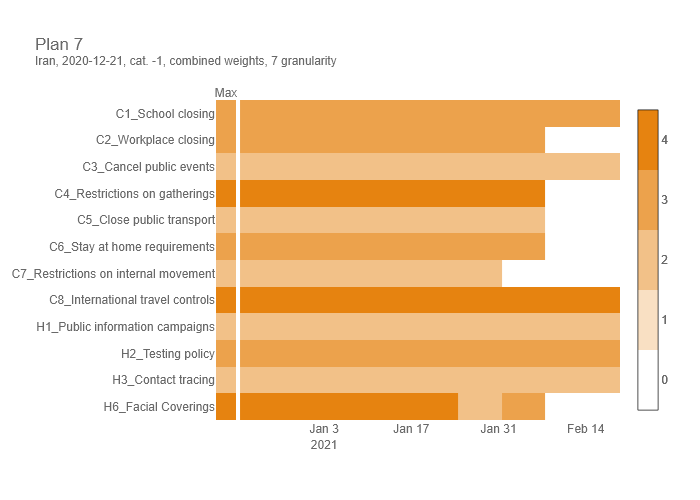 Plan 7
Iran, 2020-12-21, cat. -1, combined weights, 7 granularity
Max
C1_School closing
C2_Workplace closing
C3_Cancel public events
C4_Restrictions on gatherings
C5_Close public transport
C6_Stay at home requirements
C7_Restrictions on internal movement
C8_International travel controls
H1_Public information campaigns
H2_Testing policy
H3_Contact tracing
H6_Facial Coverings
Jan 3 Jan 17 Jan 31 Feb 14
2021
4
3
2
1
0